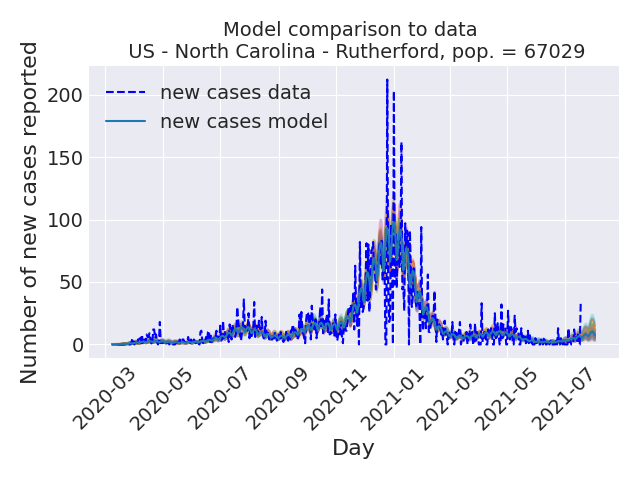 Model comparison to data
US - North Carolina - Rutherford, pop. = 67029
Number of new cases reported
200
150
100
50
0
new cases data
new cases model
2020-03
2020-05
2020-07
2020-09
2020-11
2021-01
2021-03
2021-05
2021-07
Day